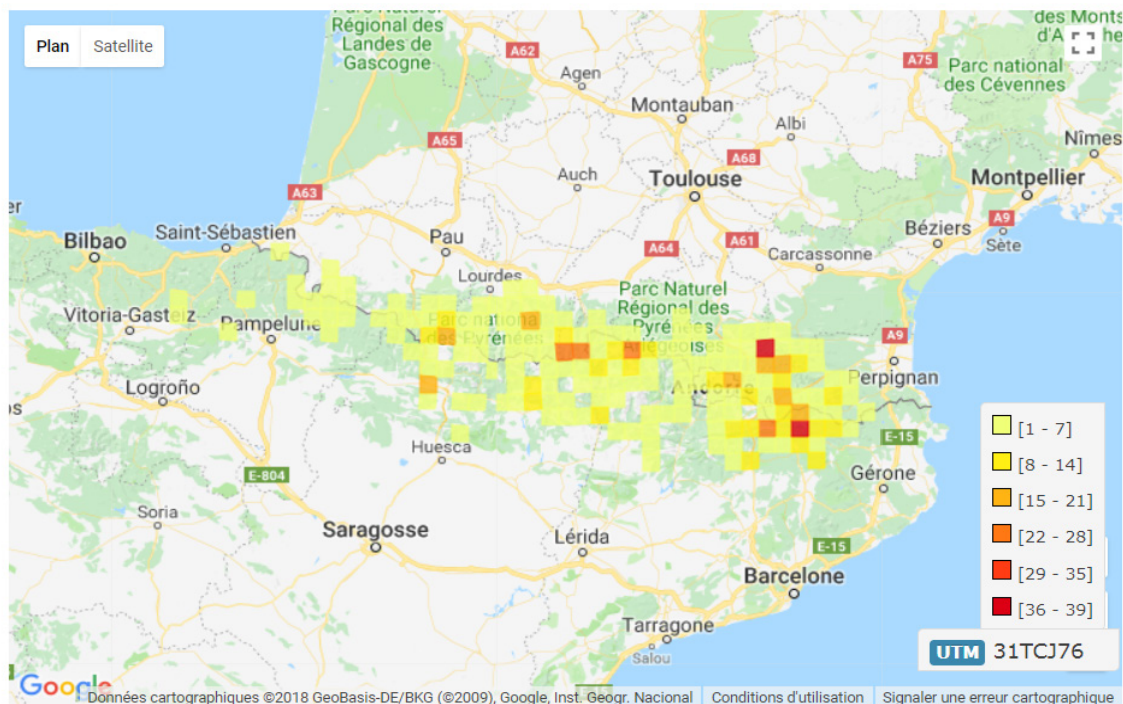 Plan Satellite
Parc Naturel
Régional des
Landes de
Gascogne
des Monts
A62
A75
Agen
Parc national
des Cévennes
Montauban
Albi
Nîmes
A65
A68
Auch
Toulouse
Montpellier
A63
A9
Sète
Béziers
Bilbao
Saint-Sébastien
Pau
A64
A61
Carcassonne
Lourdes
Parc Naturel
Régional des
Pyrénées
Ariégeoises
Vitoria-Gasteiz
Pampelune
Parc national
des Pyrénées
A9
Logroño
Andorre
Perpignan
os
E-15
Huesca
E-804
Gérone
Soria
Saragosse
Lérida
E-15
Barcelone
Tarragone
Salou
[1 - 7]
[8 - 14]
[15 - 21]
[22 - 28]
[29 - 35]
[36 - 39]
UTM 31TCJ76
Google
Données cartographiques ©2018 GeoBasis-DE/BKG (©2009), Google, Inst. Geogr. Nacional Conditions d'utilisation Signaler une erreur cartographique